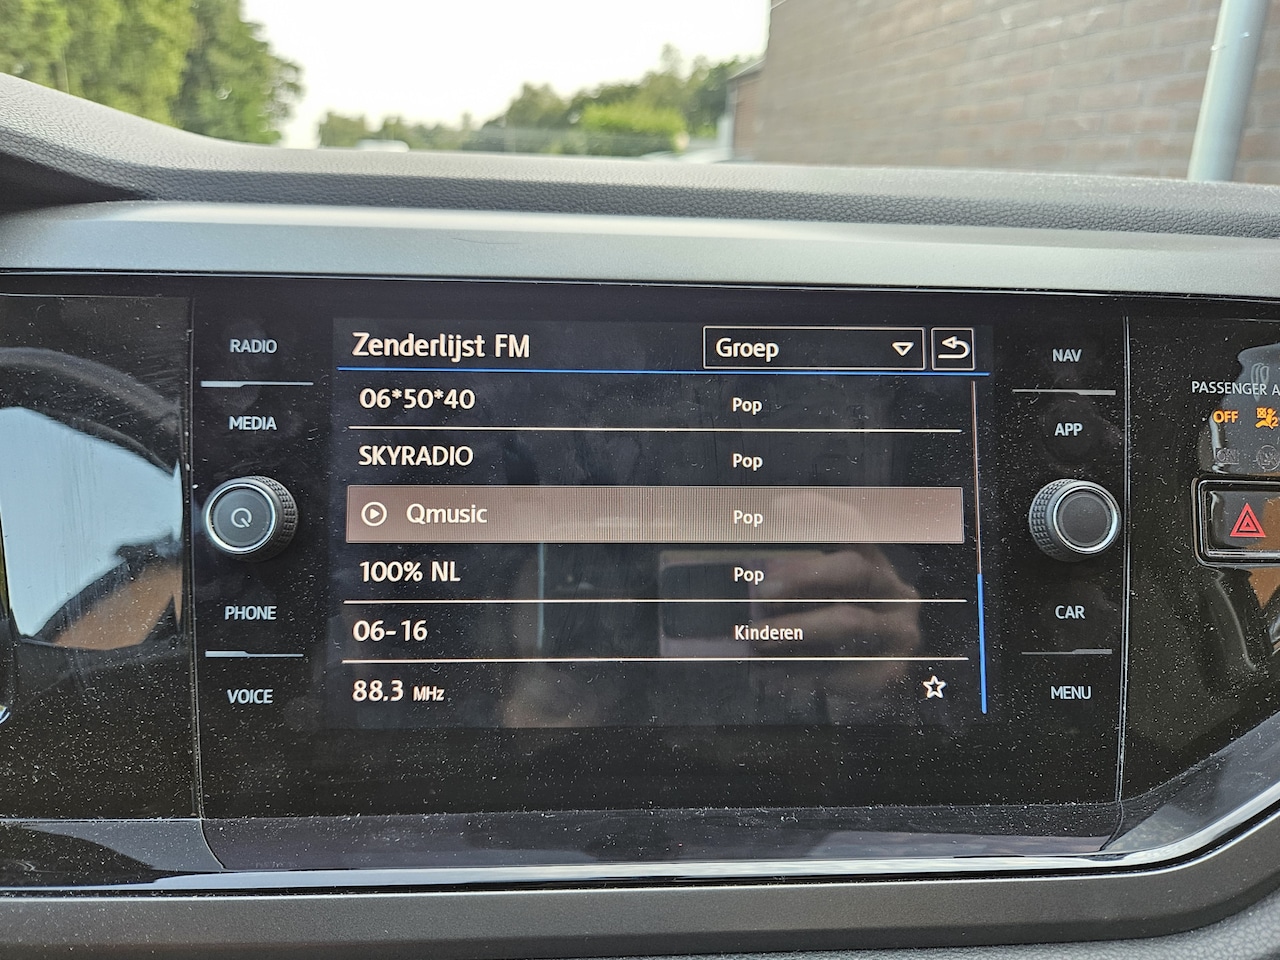 RADIO
MEDIA
PHONE
VOICE
Zenderlijst FM
Groep
06*50*40 Pop
SKYRADIO Pop
Qmusic Pop
100% NL Pop
06-16 Kinderen
88.3 MHz
NAV
APP
CAR
MENU
PASSENGER A
OFF